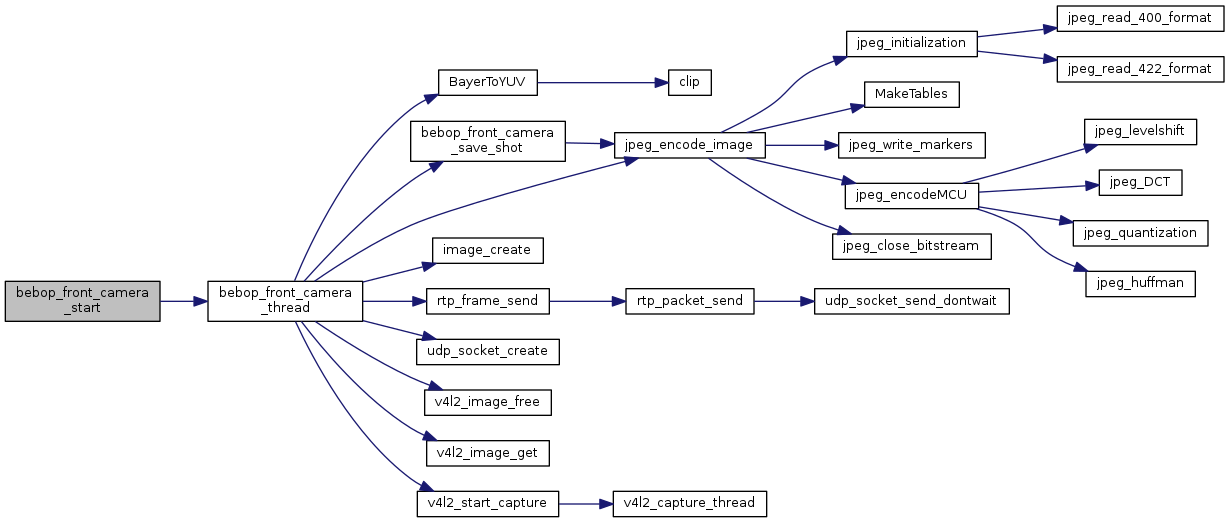 bebop_front_camera
_start
bebop_front_camera
_thread
BayerToYUV
clip
bebop_front_camera
_save_shot
jpeg_encode_image
jpeg_initialization
jpeg_read_400_format
jpeg_read_422_format
MakeTables
jpeg_write_markers
jpeg_encodeMCU
jpeg_levelshift
jpeg_DCT
jpeg_quantization
jpeg_huffman
jpeg_close_bitstream
image_create
rtp_frame_send
rtp_packet_send
udp_socket_send_dontwait
udp_socket_create
v4l2_image_free
v4l2_image_get
v4l2_start_capture
v4l2_capture_thread